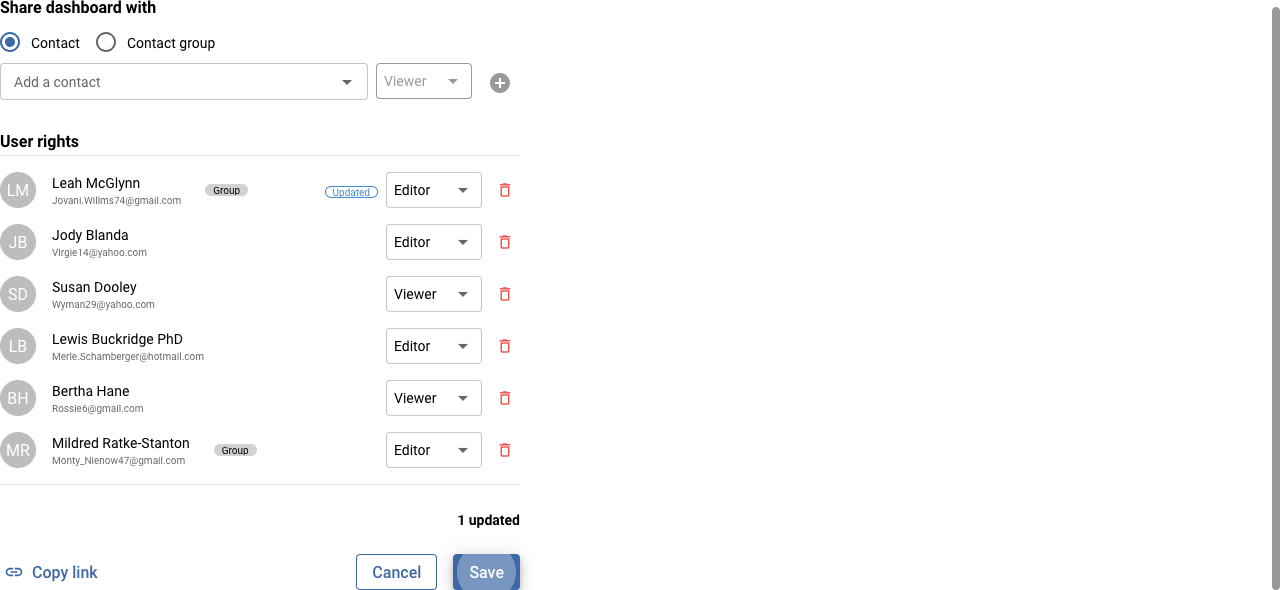 Share dashboard with
Contact
Contact group
Add a contact
Viewer
User rights
LM
Leah McGlynn
Jovani.Willms74@gmail.com
Group
Updated
Editor
JB
Jody Blanda
Virgie14@yahoo.com
Editor
SD
Susan Dooley
Wyman29@yahoo.com
Viewer
LB
Lewis Buckridge PhD
Merle.Schamberger@hotmail.com
Editor
BH
Bertha Hane
Rossie6@gmail.com
Viewer
MR
Mildred Ratke-Stanton
Monty_Nienow47@gmail.com
Group
Editor
1 updated
Copy link
Cancel
Save